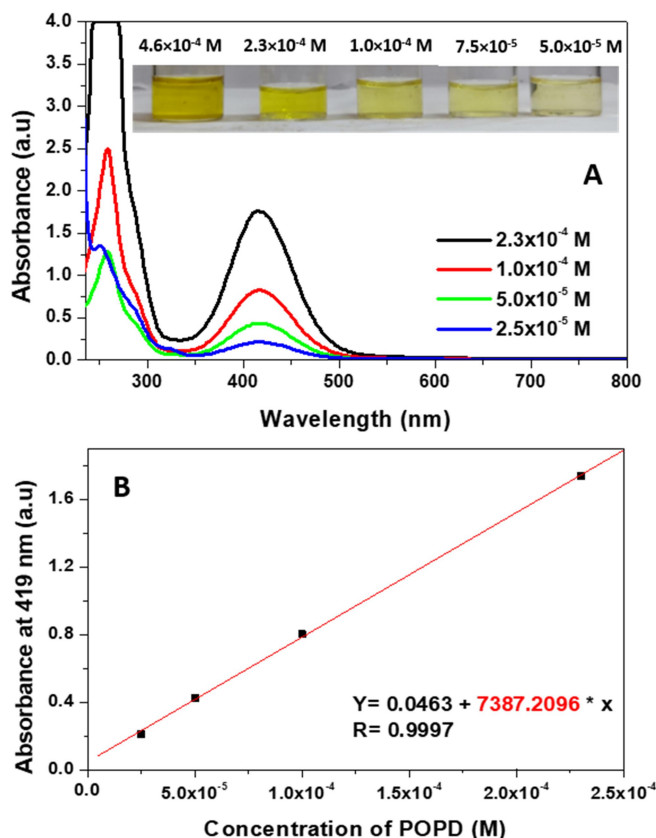 4.0
3.5
3.0
2.5
2.0
1.5
1.0
0.5
0.0
Absorbance (a.u)
4.6×10⁻⁴ M 2.3×10⁻⁴ M 1.0×10⁻⁴ M 7.5×10⁻⁵ 5.0×10⁻⁵ M
A
2.3x10⁻⁴ M
1.0x10⁻⁴ M
5.0x10⁻⁵ M
2.5x10⁻⁵ M
300 400 500 600 700 800
Wavelength (nm)
B
1.6
1.2
0.8
0.4
0.0
Absorbance at 419 nm (a.u)
Y= 0.0463 + 7387.2096 * x
R= 0.9997
0.0 5.0x10⁻⁵ 1.0x10⁻⁴ 1.5x10⁻⁴ 2.0x10⁻⁴ 2.5x10⁻⁴
Concentration of POPD (M)